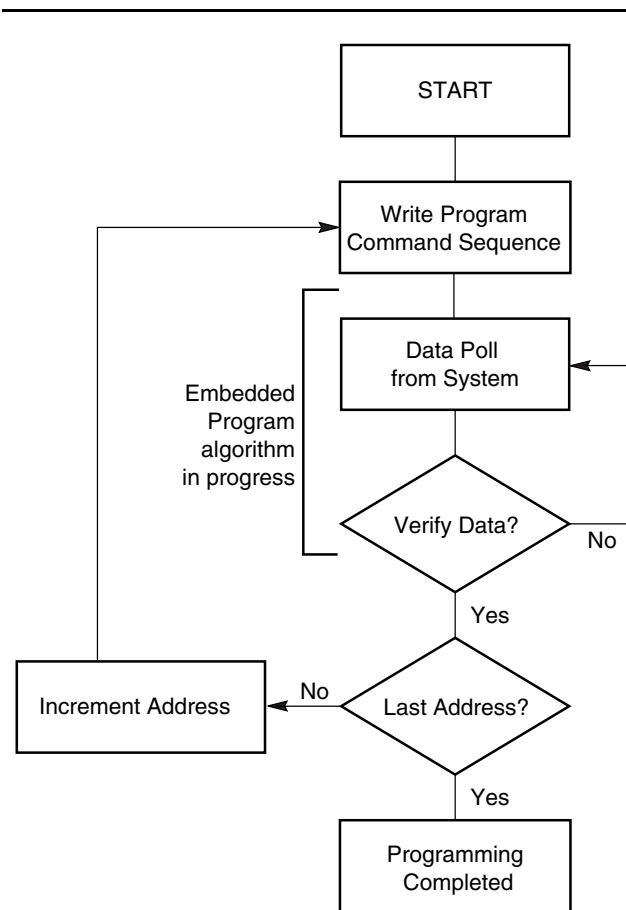 START
Write Program
Command Sequence
Data Poll
from System
Embedded
Program
algorithm
in progress
Verify Data?
No
Yes
Increment Address
No
Last Address?
Yes
Programming
Completed